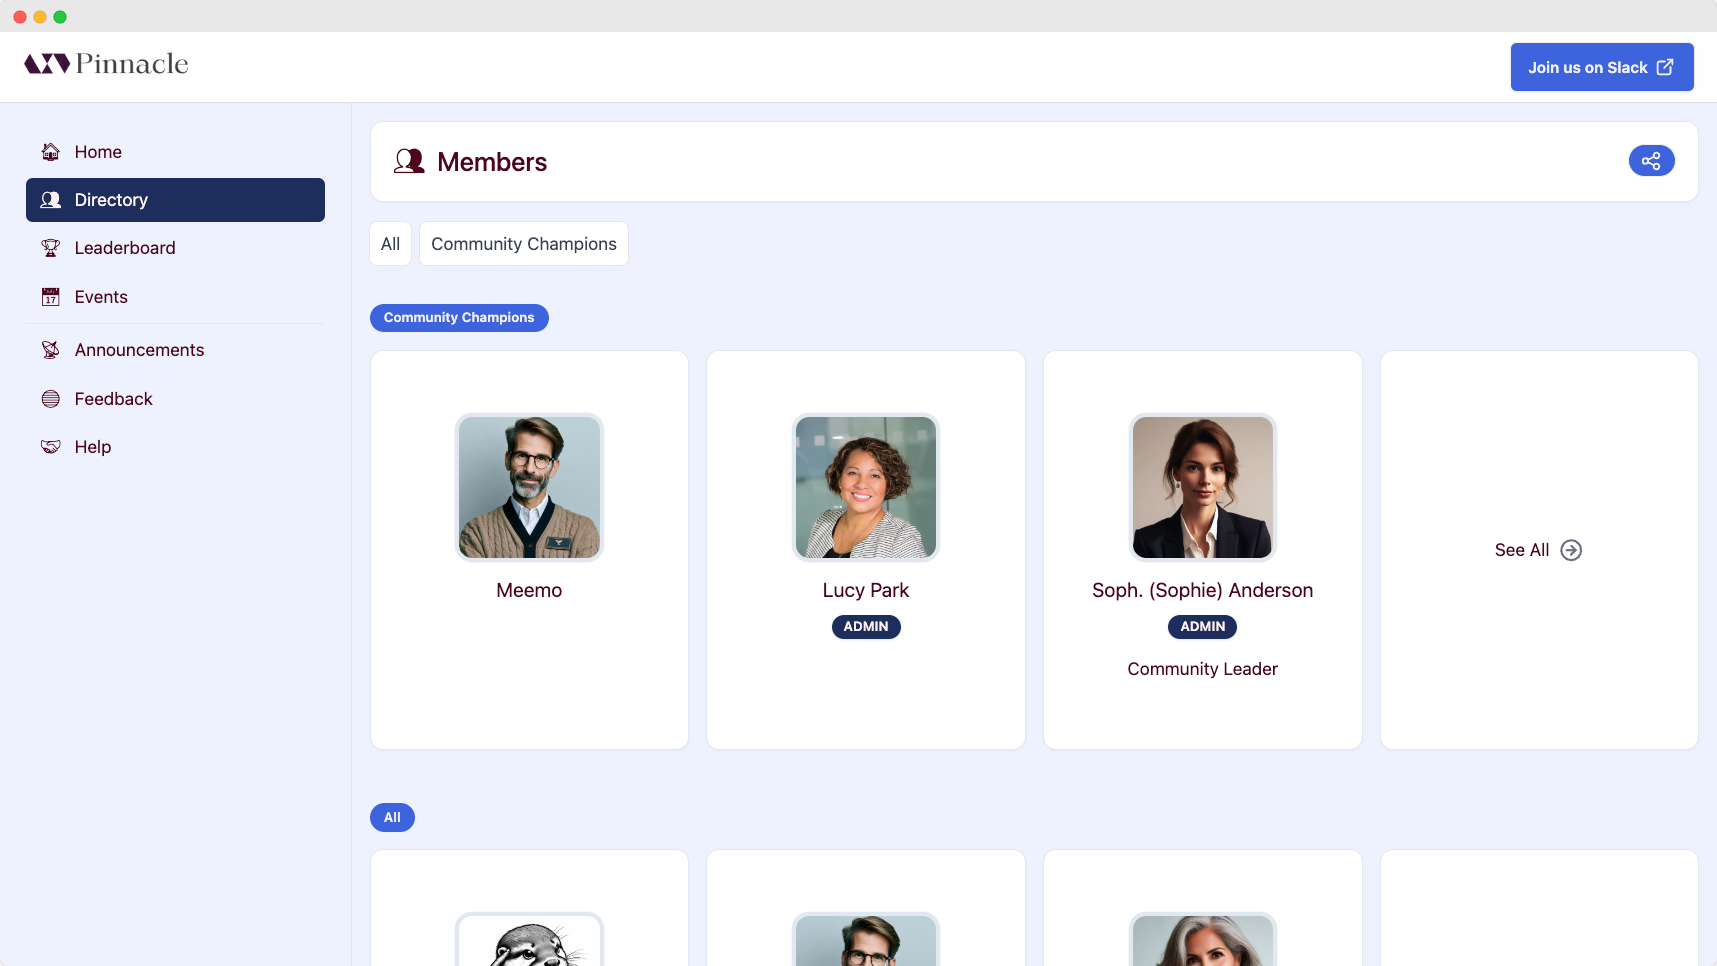 Pinnacle
Join us on Slack
Home
Directory
Leaderboard
17
Events
Announcements
Feedback
Help
Members
All
Community Champions
Community Champions
Meemo
Lucy Park
ADMIN
Soph. (Sophie) Anderson
ADMIN
Community Leader
See All
All